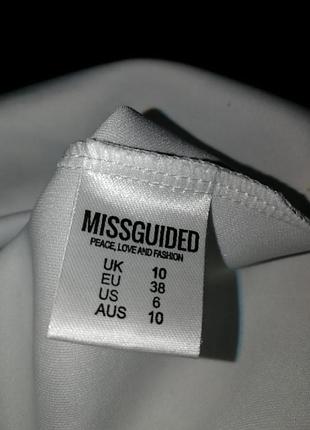 MISSGUIDED
PEACE, LOVE AND FASHION
UK 10
EU 38
US 6
AUS 10